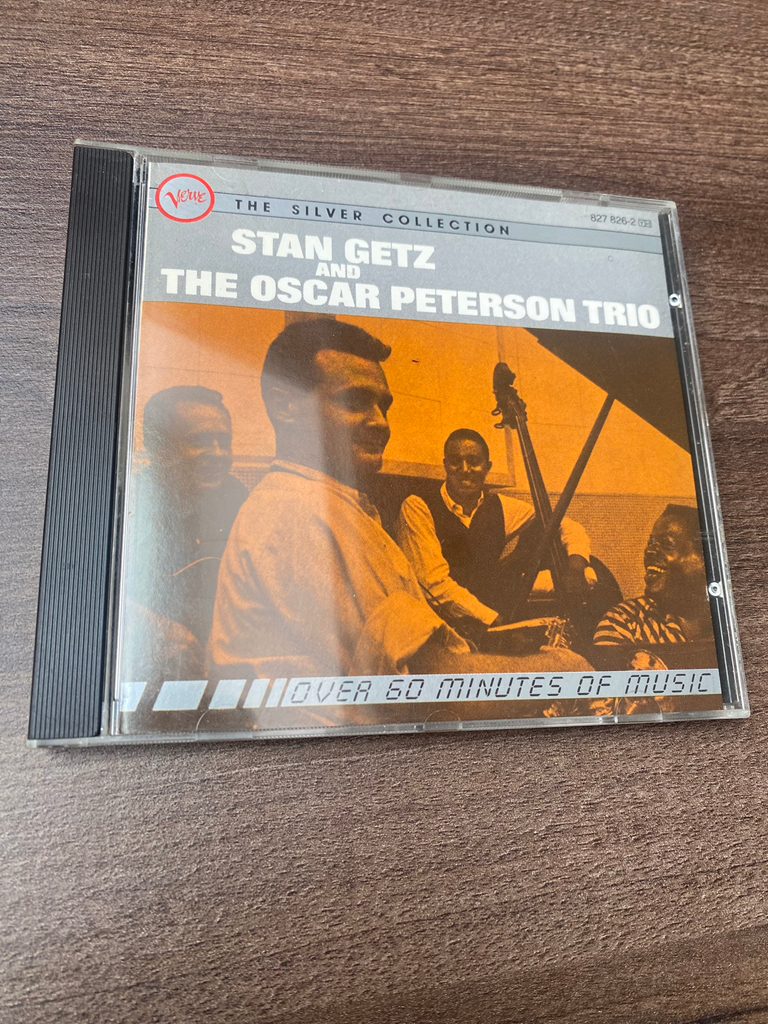 Verve
THE SILVER COLLECTION
827 826-2
STAN GETZ
AND
THE OSCAR PETERSON TRIO
OVER 60 MINUTES OF MUSIC